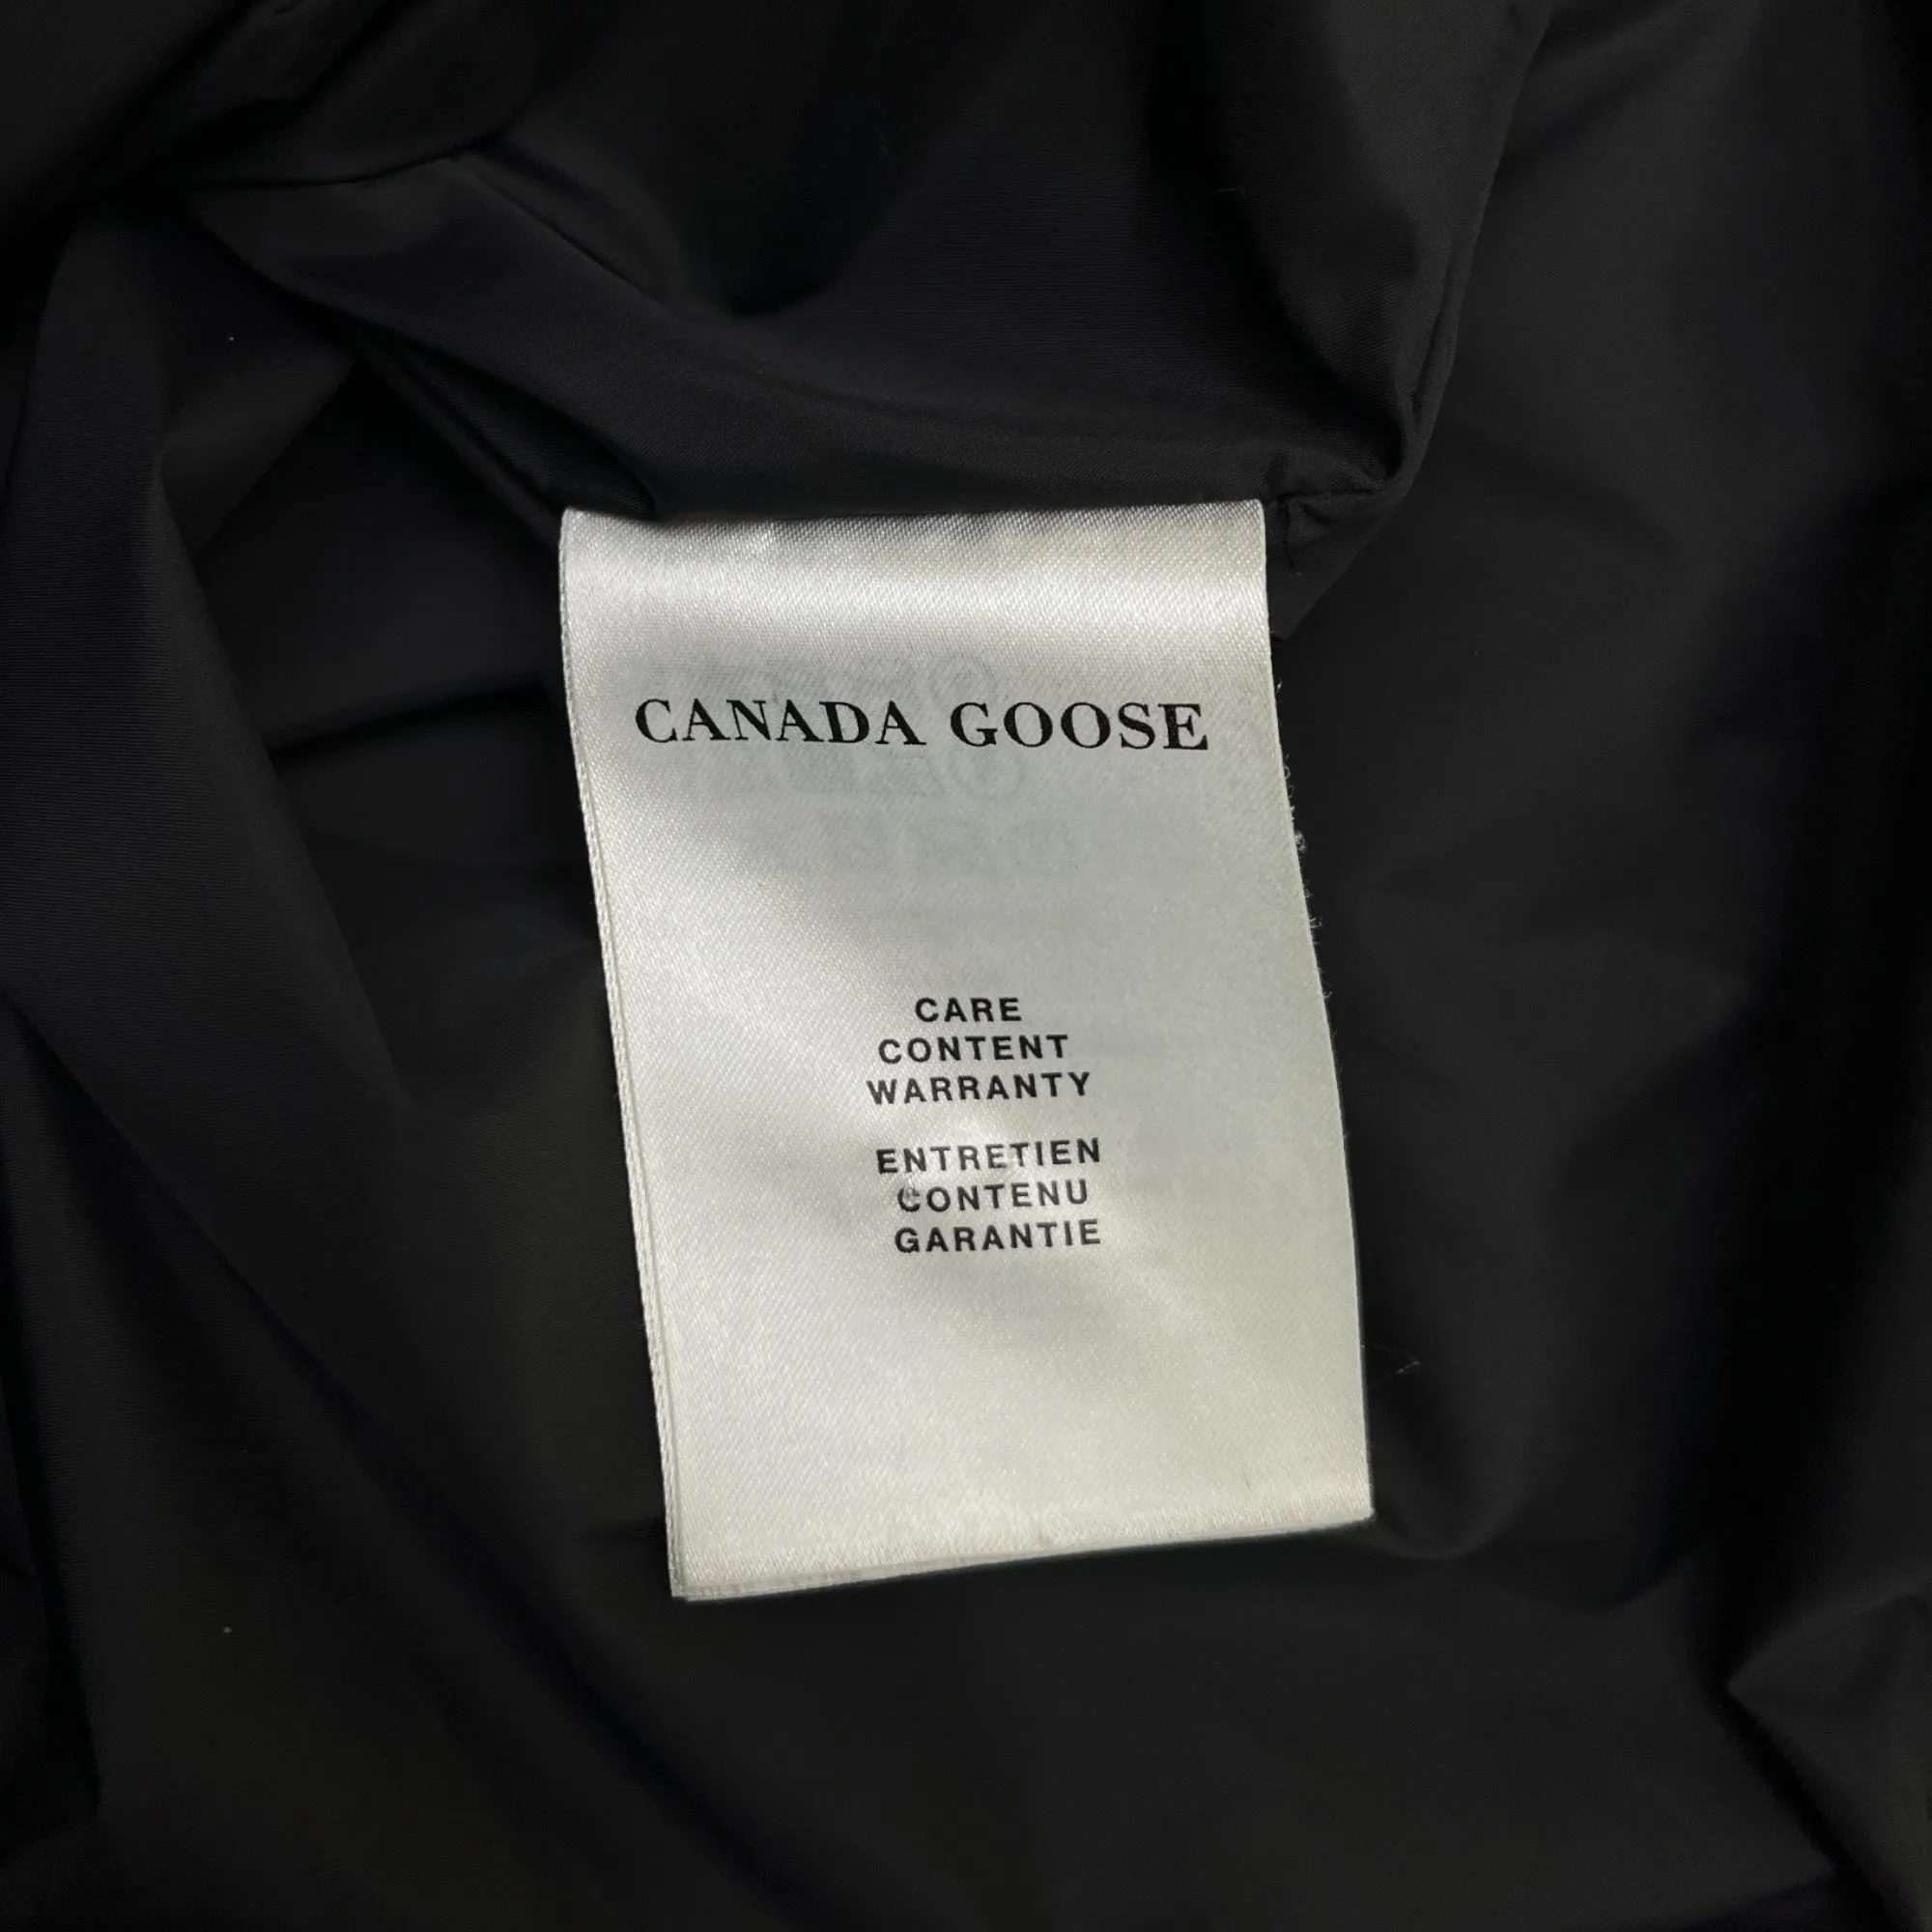 CANADA GOOSE
CARE
CONTENT
WARRANTY
ENTRETIEN
CONTENU
GARANTIE